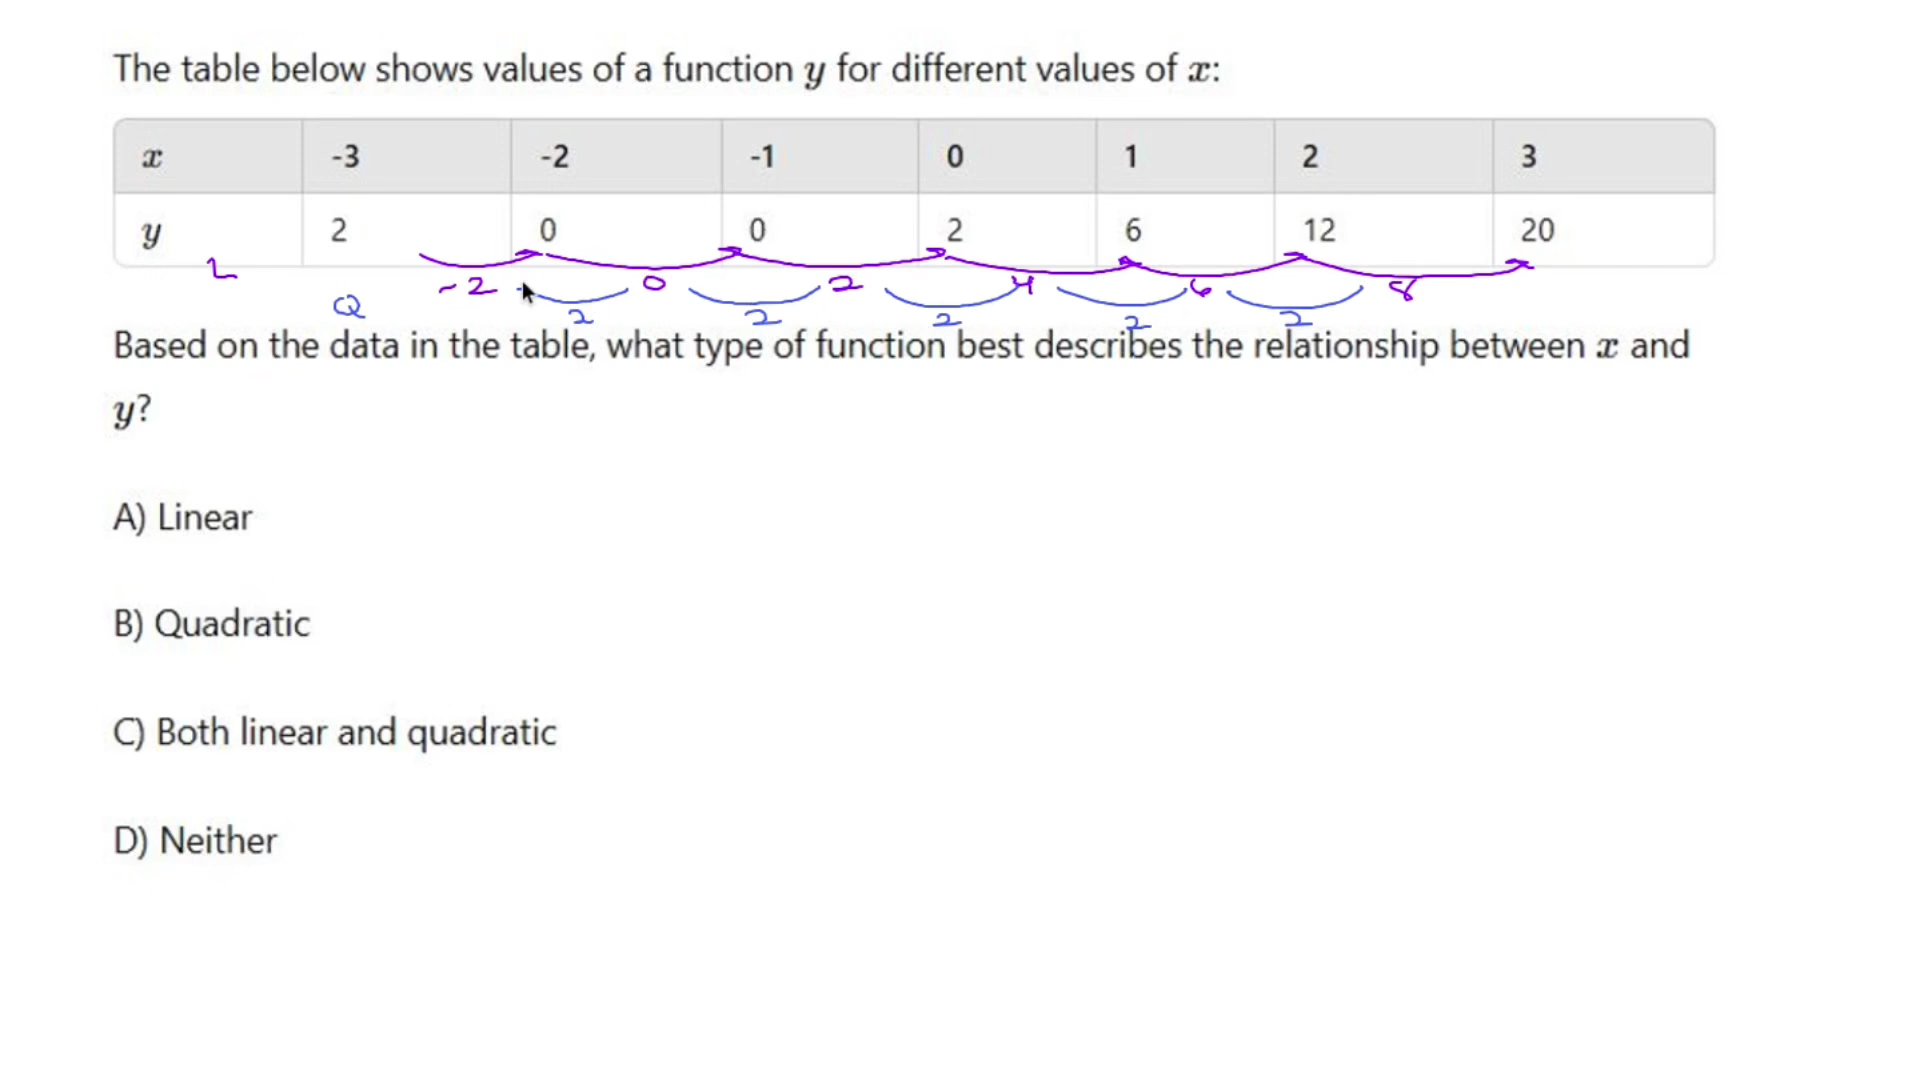 The table below shows values of a function y for different values of x:
x -3 -2 -1 0 1 2 3
y 2 0 0 2 6 12 20
L -2 0 2 4 6 8
Q 2 2 2 2 2
Based on the data in the table, what type of function best describes the relationship between x and
y?
A) Linear
B) Quadratic
C) Both linear and quadratic
D) Neither